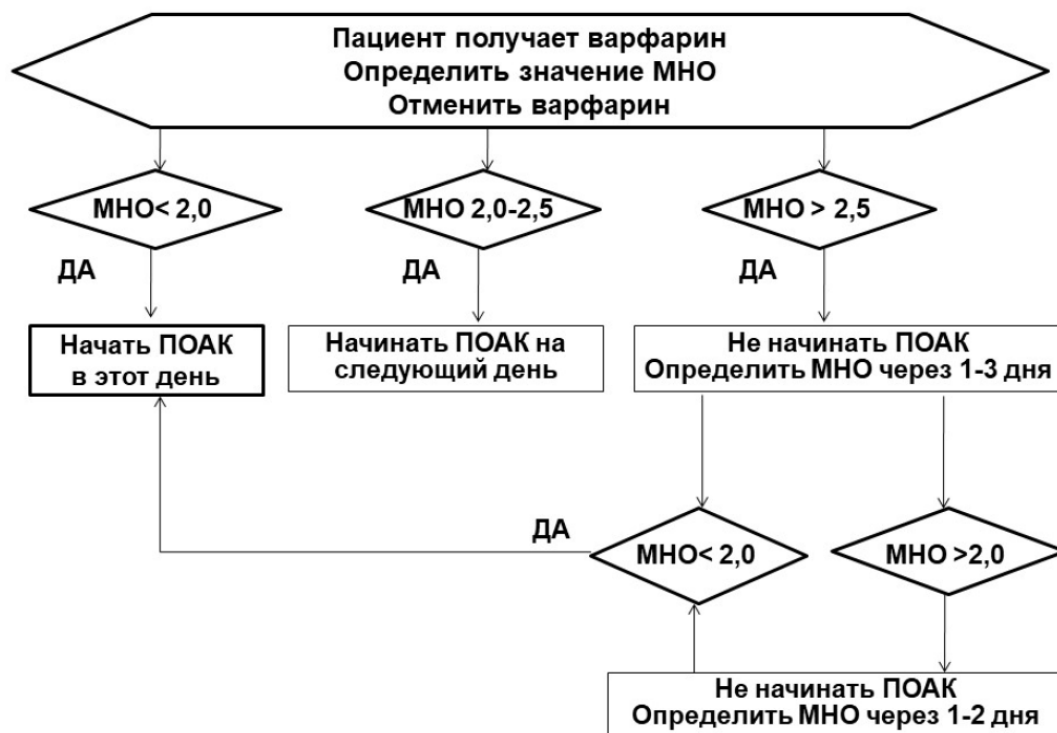 Пациент получает варфарин
Определить значение МНО
Отменить варфарин
МНО< 2,0
МНО 2,0-2,5
МНО > 2,5
ДА
ДА
ДА
Начать ПОАК
в этот день
Начинать ПОАК на
следующий день
Не начинать ПОАК
Определить МНО через 1-3 дня
ДА
МНО< 2,0
МНО >2,0
Не начинать ПОАК
Определить МНО через 1-2 дня